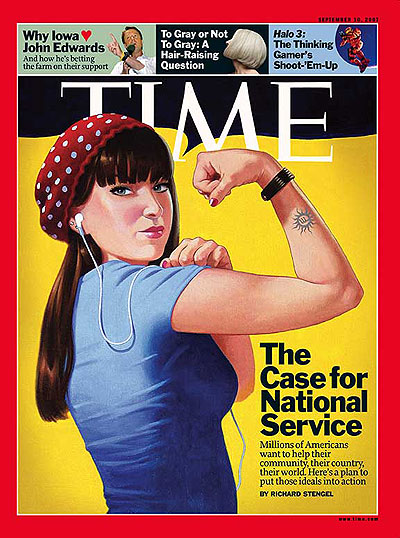 SEPTEMBER 10, 2007
Why Iowa ♥
John Edwards
And how he's betting
the farm on their support
To Gray or Not
To Gray: A
Hair-Raising
Question
Halo 3:
The Thinking
Gamer's
Shoot-'Em-Up
TIME
The
Case for
National
Service
Millions of Americans
want to help their
community, their country,
their world. Here's a plan to
put those ideals into action
BY RICHARD STENGEL
www.time.com